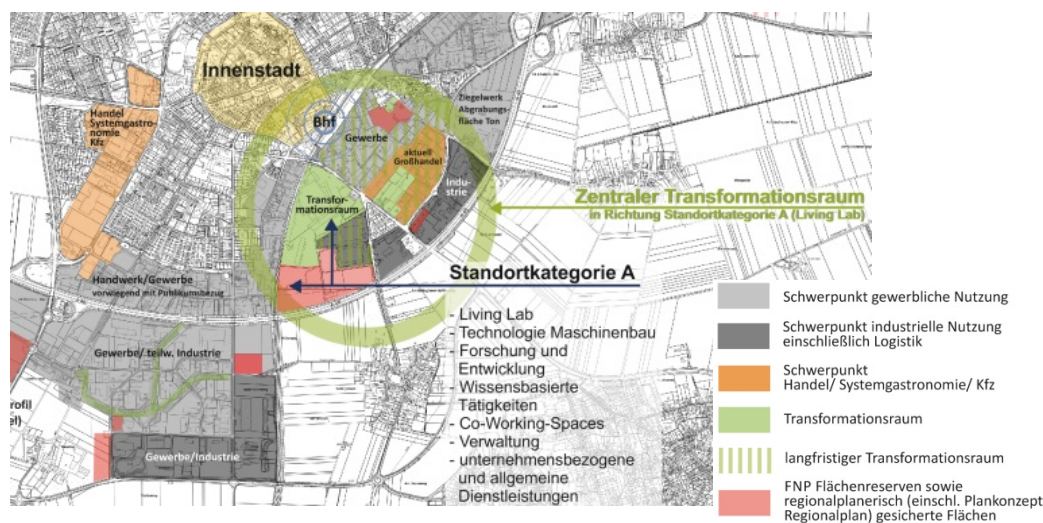 Innenstadt
Handel
Systemgastro-
nomie
Kfz
Bhf
Gewerbe
Ziegelwerk
Abgrabungs-
fläche Ton
aktuell
Großhandel
Indu-
strie
Transfor-
mationsraum
Zentraler Transformationsraum
in Richtung Standortkategorie A (Living Lab)
Standortkategorie A
- Living Lab
- Technologie Maschinenbau
- Forschung und
Entwicklung
- Wissensbasierte
Tätigkeiten
- Co-Working-Spaces
- Verwaltung
- unternehmensbezogene
und allgemeine
Dienstleistungen
Handwerk/Gewerbe
vorwiegend mit Publikumsbezug
Gewerbe/ teilw. Industrie
rofil
el)
Gewerbe/Industrie
Schwerpunkt gewerbliche Nutzung
Schwerpunkt industrielle Nutzung
einschließlich Logistik
Schwerpunkt
Handel/ Systemgastronomie/ Kfz
Transformationsraum
langfristiger Transformationsraum
FNP Flächenreserven sowie
regionalplanerisch (einschl. Plankonzept
Regionalplan) gesicherte Flächen